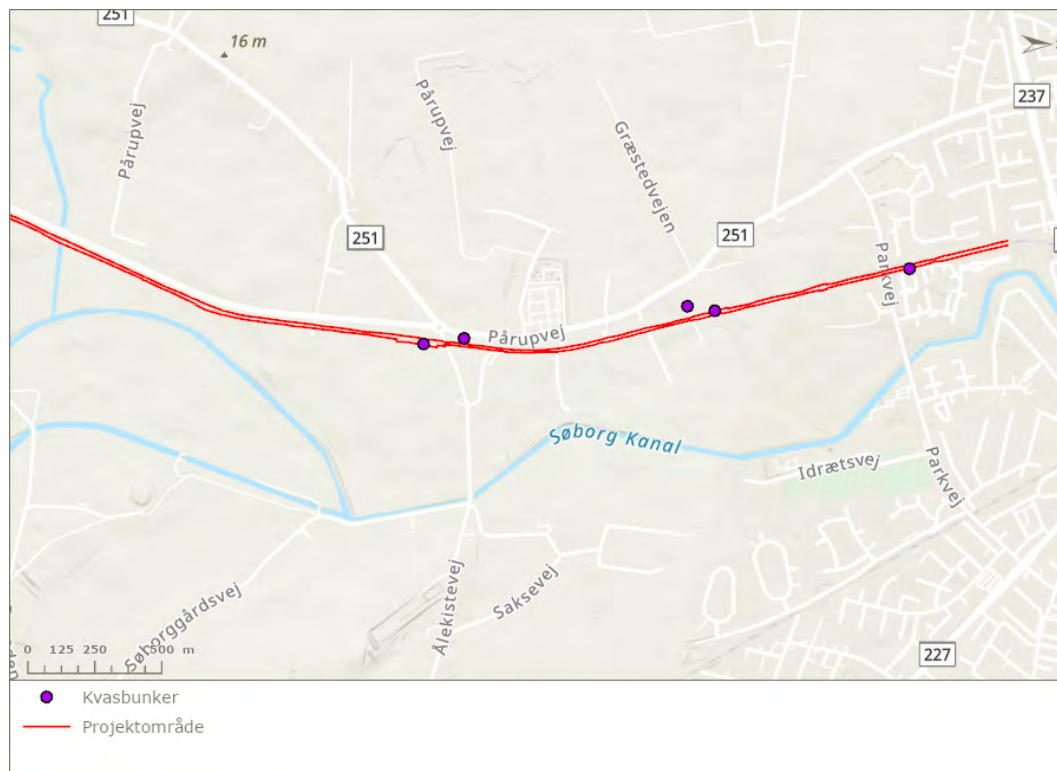 251
16 m
237
Pårupvej
Pårupvej
Græstedvejen
251
251
Parkvej
Pårupvej
Søborg Kanal
Idrætsvej
Parkvej
Søborggårdsvej
Ålekistevej
Saksevej
227
0 125 250 500 m
Kvasbunker
Projektområde